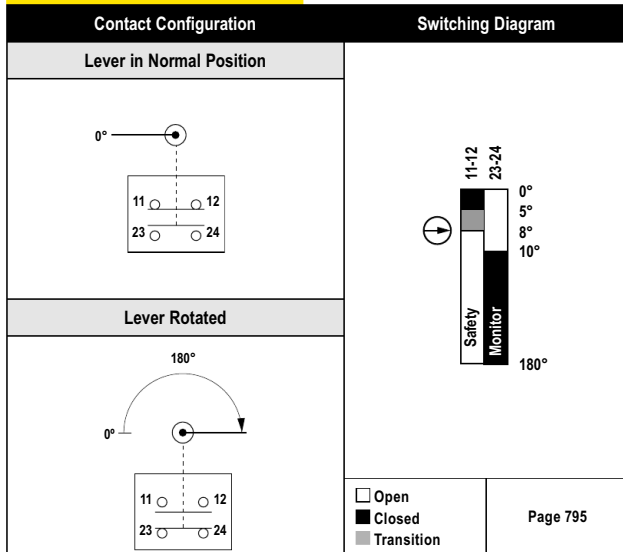 Contact Configuration
Switching Diagram
Lever in Normal Position
0°
11 12
23 24
Lever Rotated
180°
0°
11 12
23 24
11-12 23-24
0°
5°
8°
10°
180°
Safety Monitor
Open
Closed
Transition
Page 795